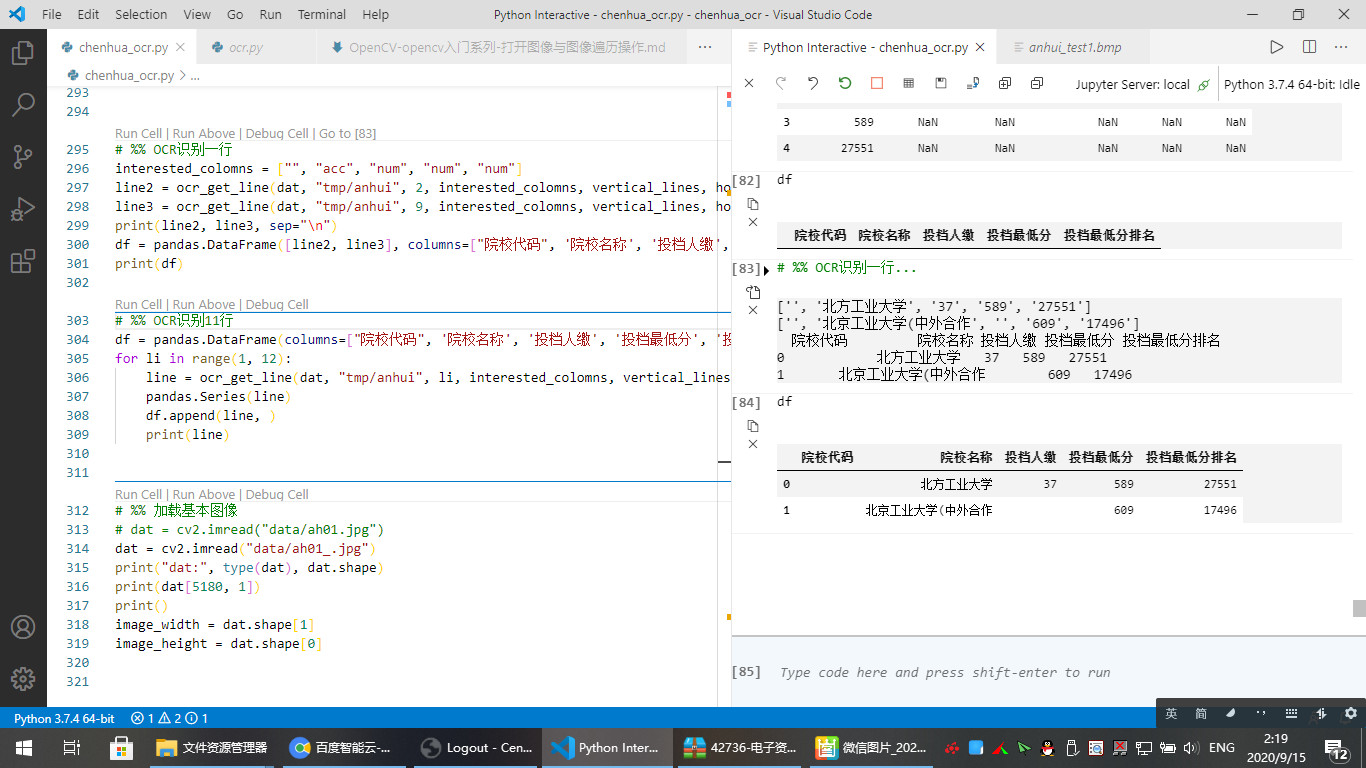 File Edit Selection View Go Run Terminal Help Python Interactive - chenhua_ocr.py - chenhua_ocr - Visual Studio Code
chenhua_ocr.py ocr.py OpenCV-opencv入门系列-打开图像与图像遍历操作.md ...
chenhua_ocr.py > ...
293
294
Run Cell | Run Above | Debug Cell | Go to [83]
295 # %% OCR识别一行
296 interested_colomns = ["", "acc", "num", "num", "num"]
297 line2 = ocr_get_line(dat, "tmp/anhui", 2, interested_colomns, vertical_lines, ho
298 line3 = ocr_get_line(dat, "tmp/anhui", 9, interested_colomns, vertical_lines, ho
299 print(line2, line3, sep="\n")
300 df = pandas.DataFrame([line2, line3], columns=["院校代码", '院校名称', '投档人缴',
301 print(df)
302
Run Cell | Run Above | Debug Cell
303 # %% OCR识别11行
304 df = pandas.DataFrame(columns=["院校代码", '院校名称', '投档人缴', '投档最低分', '投
305 for li in range(1, 12):
306 line = ocr_get_line(dat, "tmp/anhui", li, interested_colomns, vertical_lines
307 pandas.Series(line)
308 df.append(line, )
309 print(line)
310
311
Run Cell | Run Above | Debug Cell
312 # %% 加载基本图像
313 # dat = cv2.imread("data/ah01.jpg")
314 dat = cv2.imread("data/ah01_.jpg")
315 print("dat:", type(dat), dat.shape)
316 print(dat[5180, 1])
317 print()
318 image_width = dat.shape[1]
319 image_height = dat.shape[0]
320
321
Python Interactive - chenhua_ocr.py anhui_test1.bmp
Jupyter Server: local Python 3.7.4 64-bit: Idle
3 589 NaN NaN NaN NaN NaN
4 27551 NaN NaN NaN NaN NaN
[82] df
院校代码 院校名称 投档人缴 投档最低分 投档最低分排名
[83] # %% OCR识别一行...
['', '北方工业大学', '37', '589', '27551']
['', '北京工业大学(中外合作', '', '609', '17496']
院校代码 院校名称 投档人缴 投档最低分 投档最低分排名
0 北方工业大学 37 589 27551
1 北京工业大学(中外合作 609 17496
[84] df
院校代码 院校名称 投档人缴 投档最低分 投档最低分排名
0 北方工业大学 37 589 27551
1 北京工业大学(中外合作 609 17496
[85] Type code here and press shift-enter to run
Python 3.7.4 64-bit 1 2 1
英 简
文件资源管理器 百度智能云-... Logout - Cen... Python Inter... 42736-电子资... 微信图片_202... ENG 2:19
2020/9/15 12